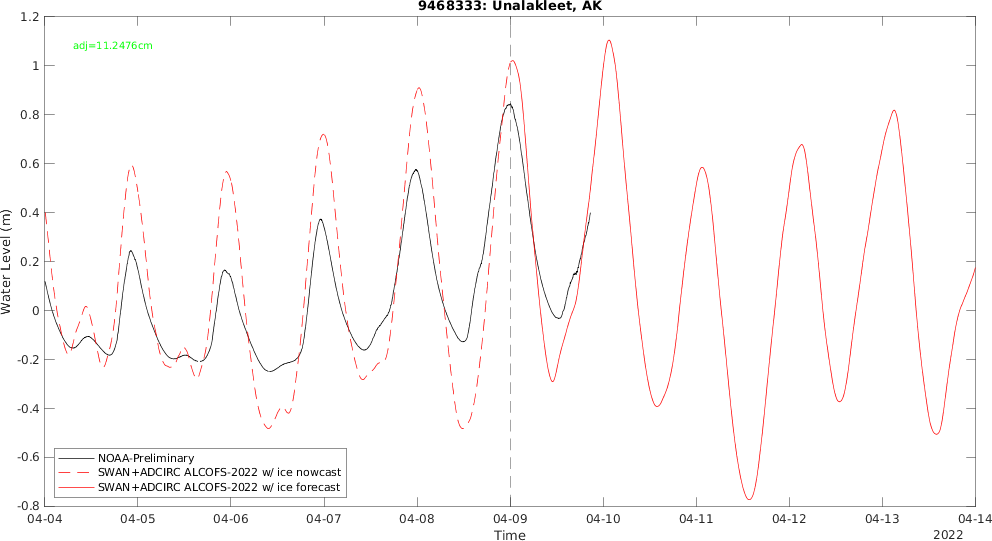 9468333: Unalakleet, AK
adj=11.2476cm
1.2
1
0.8
0.6
0.4
0.2
0
-0.2
-0.4
-0.6
-0.8
Water Level (m)
NOAA-Preliminary
SWAN+ADCIRC ALCOFS-2022 w/ ice nowcast
SWAN+ADCIRC ALCOFS-2022 w/ ice forecast
04-04 04-05 04-06 04-07 04-08 04-09 04-10 04-11 04-12 04-13 04-14
Time
2022